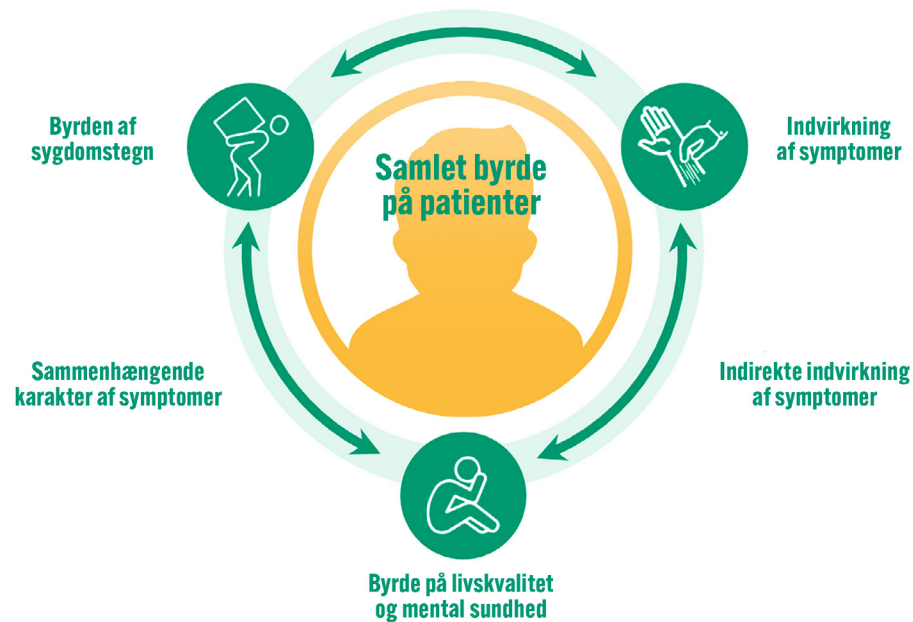 Samlet byrde
på patienter
Byrden af
sygdomstegn
Indvirkning
af symptomer
Sammenhængende
karakter af symptomer
Indirekte indvirkning
af symptomer
Byrde på livskvalitet
og mental sundhed